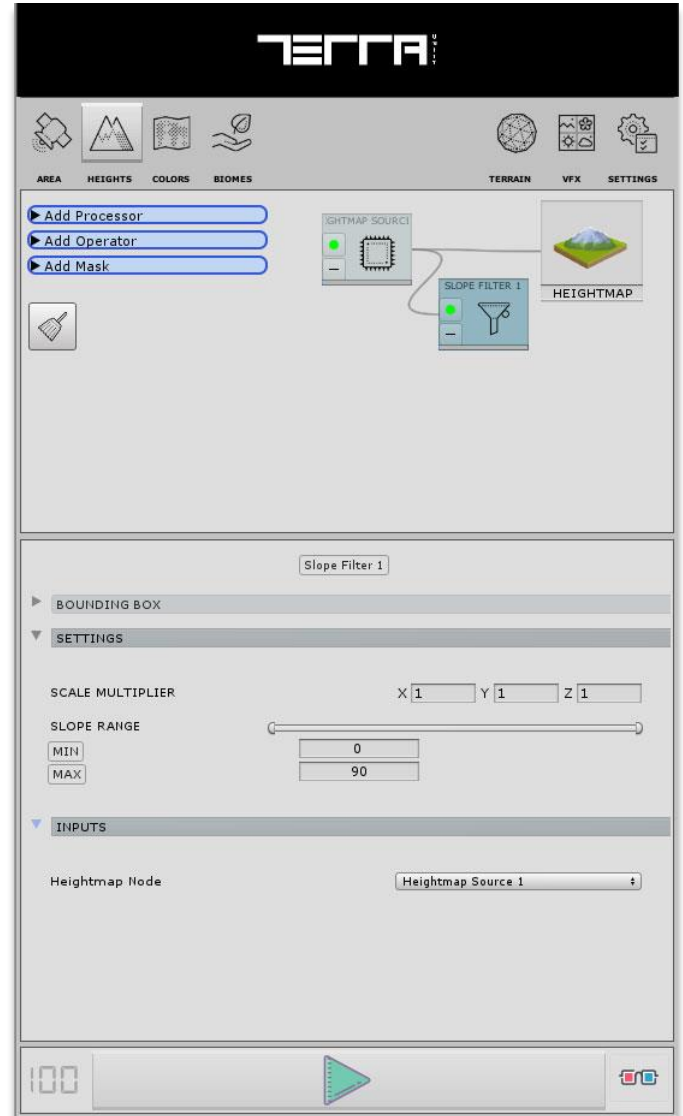 TERRA
UNITY
AREA HEIGHTS COLORS BIOMES TERRAIN VFX SETTINGS
Add Processor
Add Operator
Add Mask
GHTMAP SOURCE
SLOPE FILTER 1
HEIGHTMAP
Slope Filter 1
BOUNDING BOX
SETTINGS
SCALE MULTIPLIER X 1 Y 1 Z 1
SLOPE RANGE
MIN 0
MAX 90
INPUTS
Heightmap Node Heightmap Source 1
100